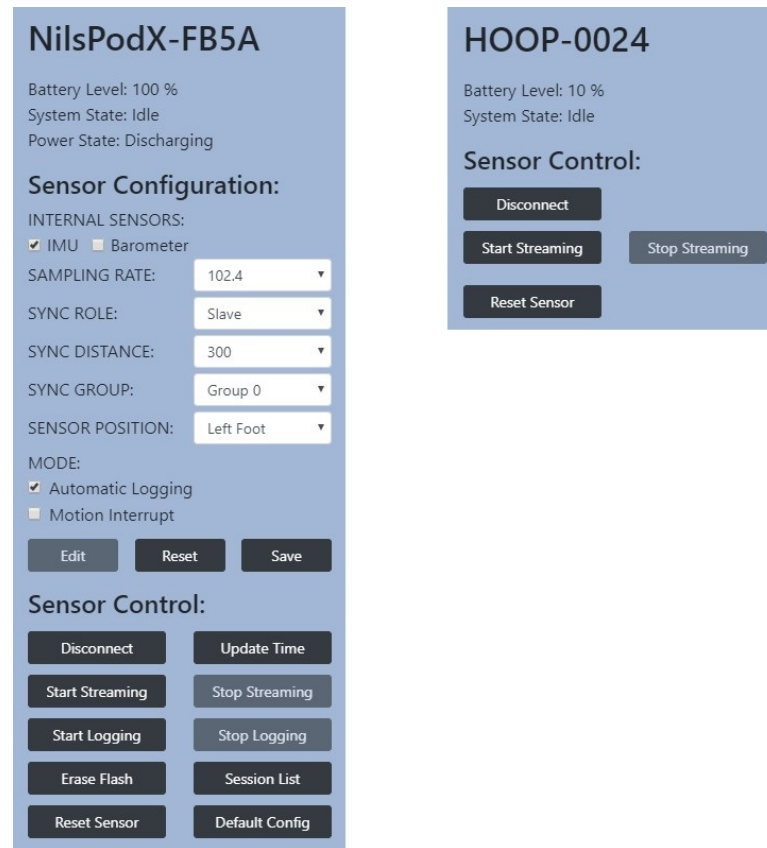 NilsPodX-FB5A
Battery Level: 100 %
System State: Idle
Power State: Discharging
Sensor Configuration:
INTERNAL SENSORS:
IMU Barometer
SAMPLING RATE: 102.4
SYNC ROLE: Slave
SYNC DISTANCE: 300
SYNC GROUP: Group 0
SENSOR POSITION: Left Foot
MODE:
Automatic Logging
Motion Interrupt
Edit Reset Save
Sensor Control:
Disconnect Update Time
Start Streaming Stop Streaming
Start Logging Stop Logging
Erase Flash Session List
Reset Sensor Default Config
HOOP-0024
Battery Level: 10 %
System State: Idle
Sensor Control:
Disconnect
Start Streaming Stop Streaming
Reset Sensor